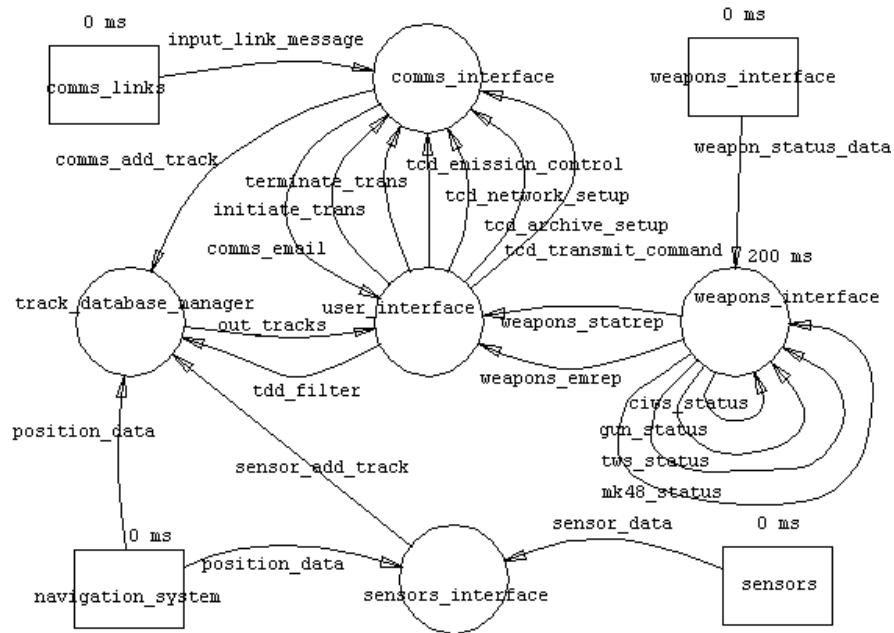 0 ms
0 ms
input_link_message
comms_links
comms_interface
weapons_interface
comms_add_track
tcd_emission_control
weapon_status_data
terminate_trans
tcd_network_setup
initiate_trans
tcd_archive_setup
comms_email
tcd_transmit_command
200 ms
track_database_manager
user_interface
weapons_interface
out_tracks
weapons_statrep
tdd_filter
weapons_emrep
ciws_status
gun_status
position_data
tws_status
sensor_add_track
mk48_status
0 ms
sensor_data
0 ms
position_data
navigation_system
sensors_interface
sensors